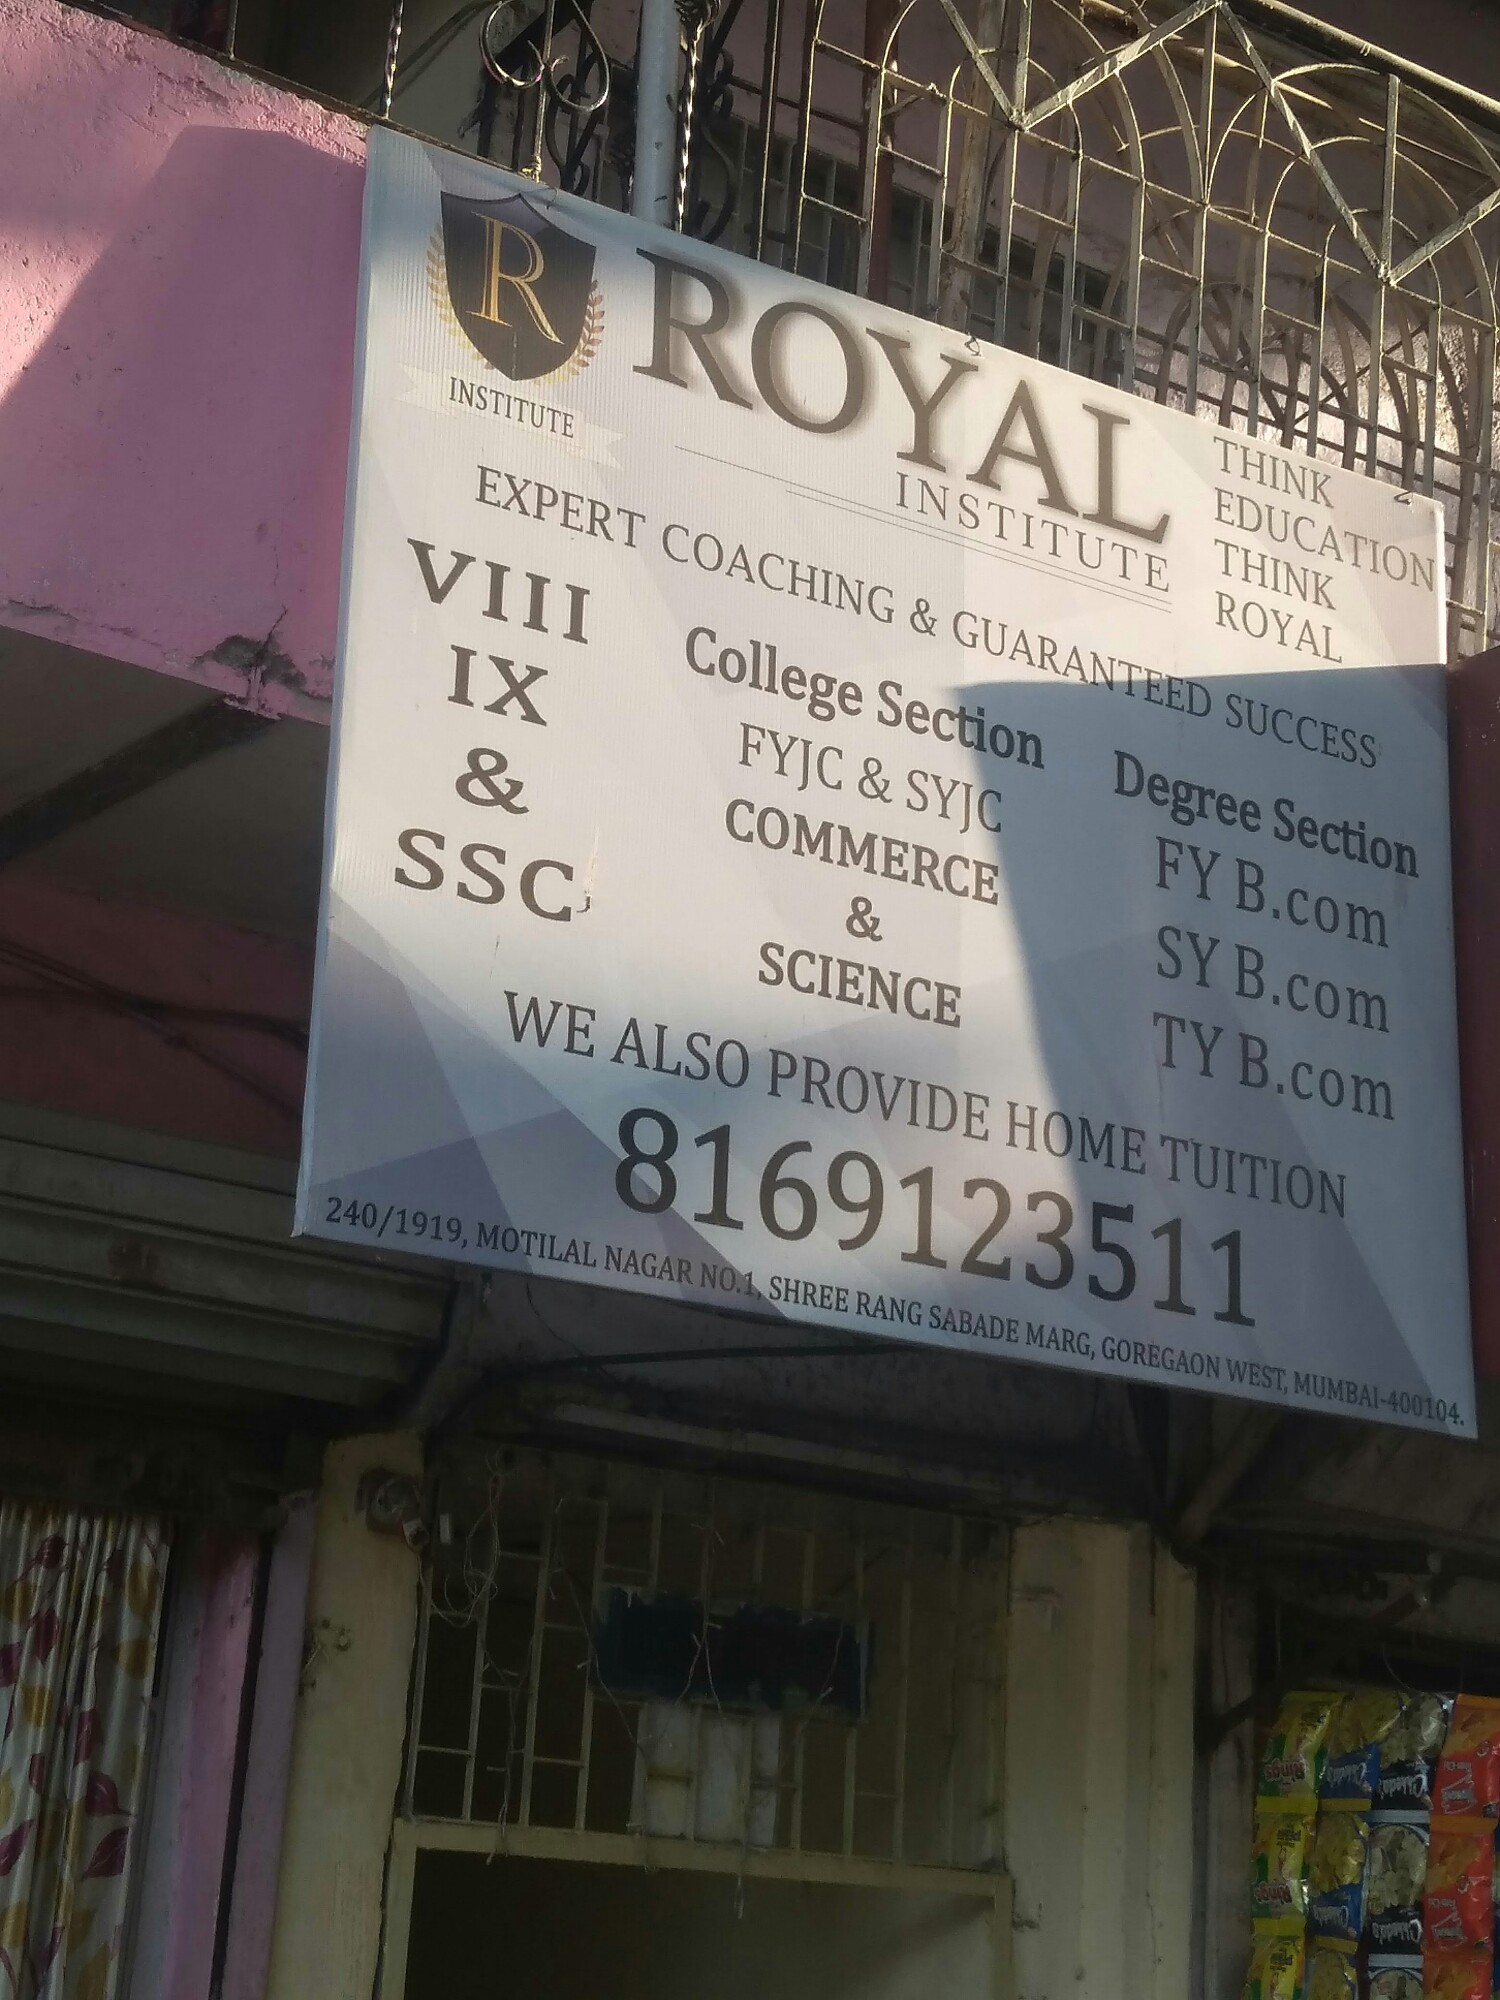 R
INSTITUTE
ROYAL
INSTITUTE
THINK
EDUCATION
THINK
ROYAL
EXPERT COACHING & GUARANTEED SUCCESS
VIII
IX
&
SSC
College Section
FYJC & SYJC
COMMERCE
&
SCIENCE
Degree Section
FY B.com
SY B.com
TY B.com
WE ALSO PROVIDE HOME TUITION
8169123511
240/1919, MOTILAL NAGAR NO.1, SHREE RANG SABADE MARG, GOREGAON WEST, MUMBAI-400104.
Rings
Rings